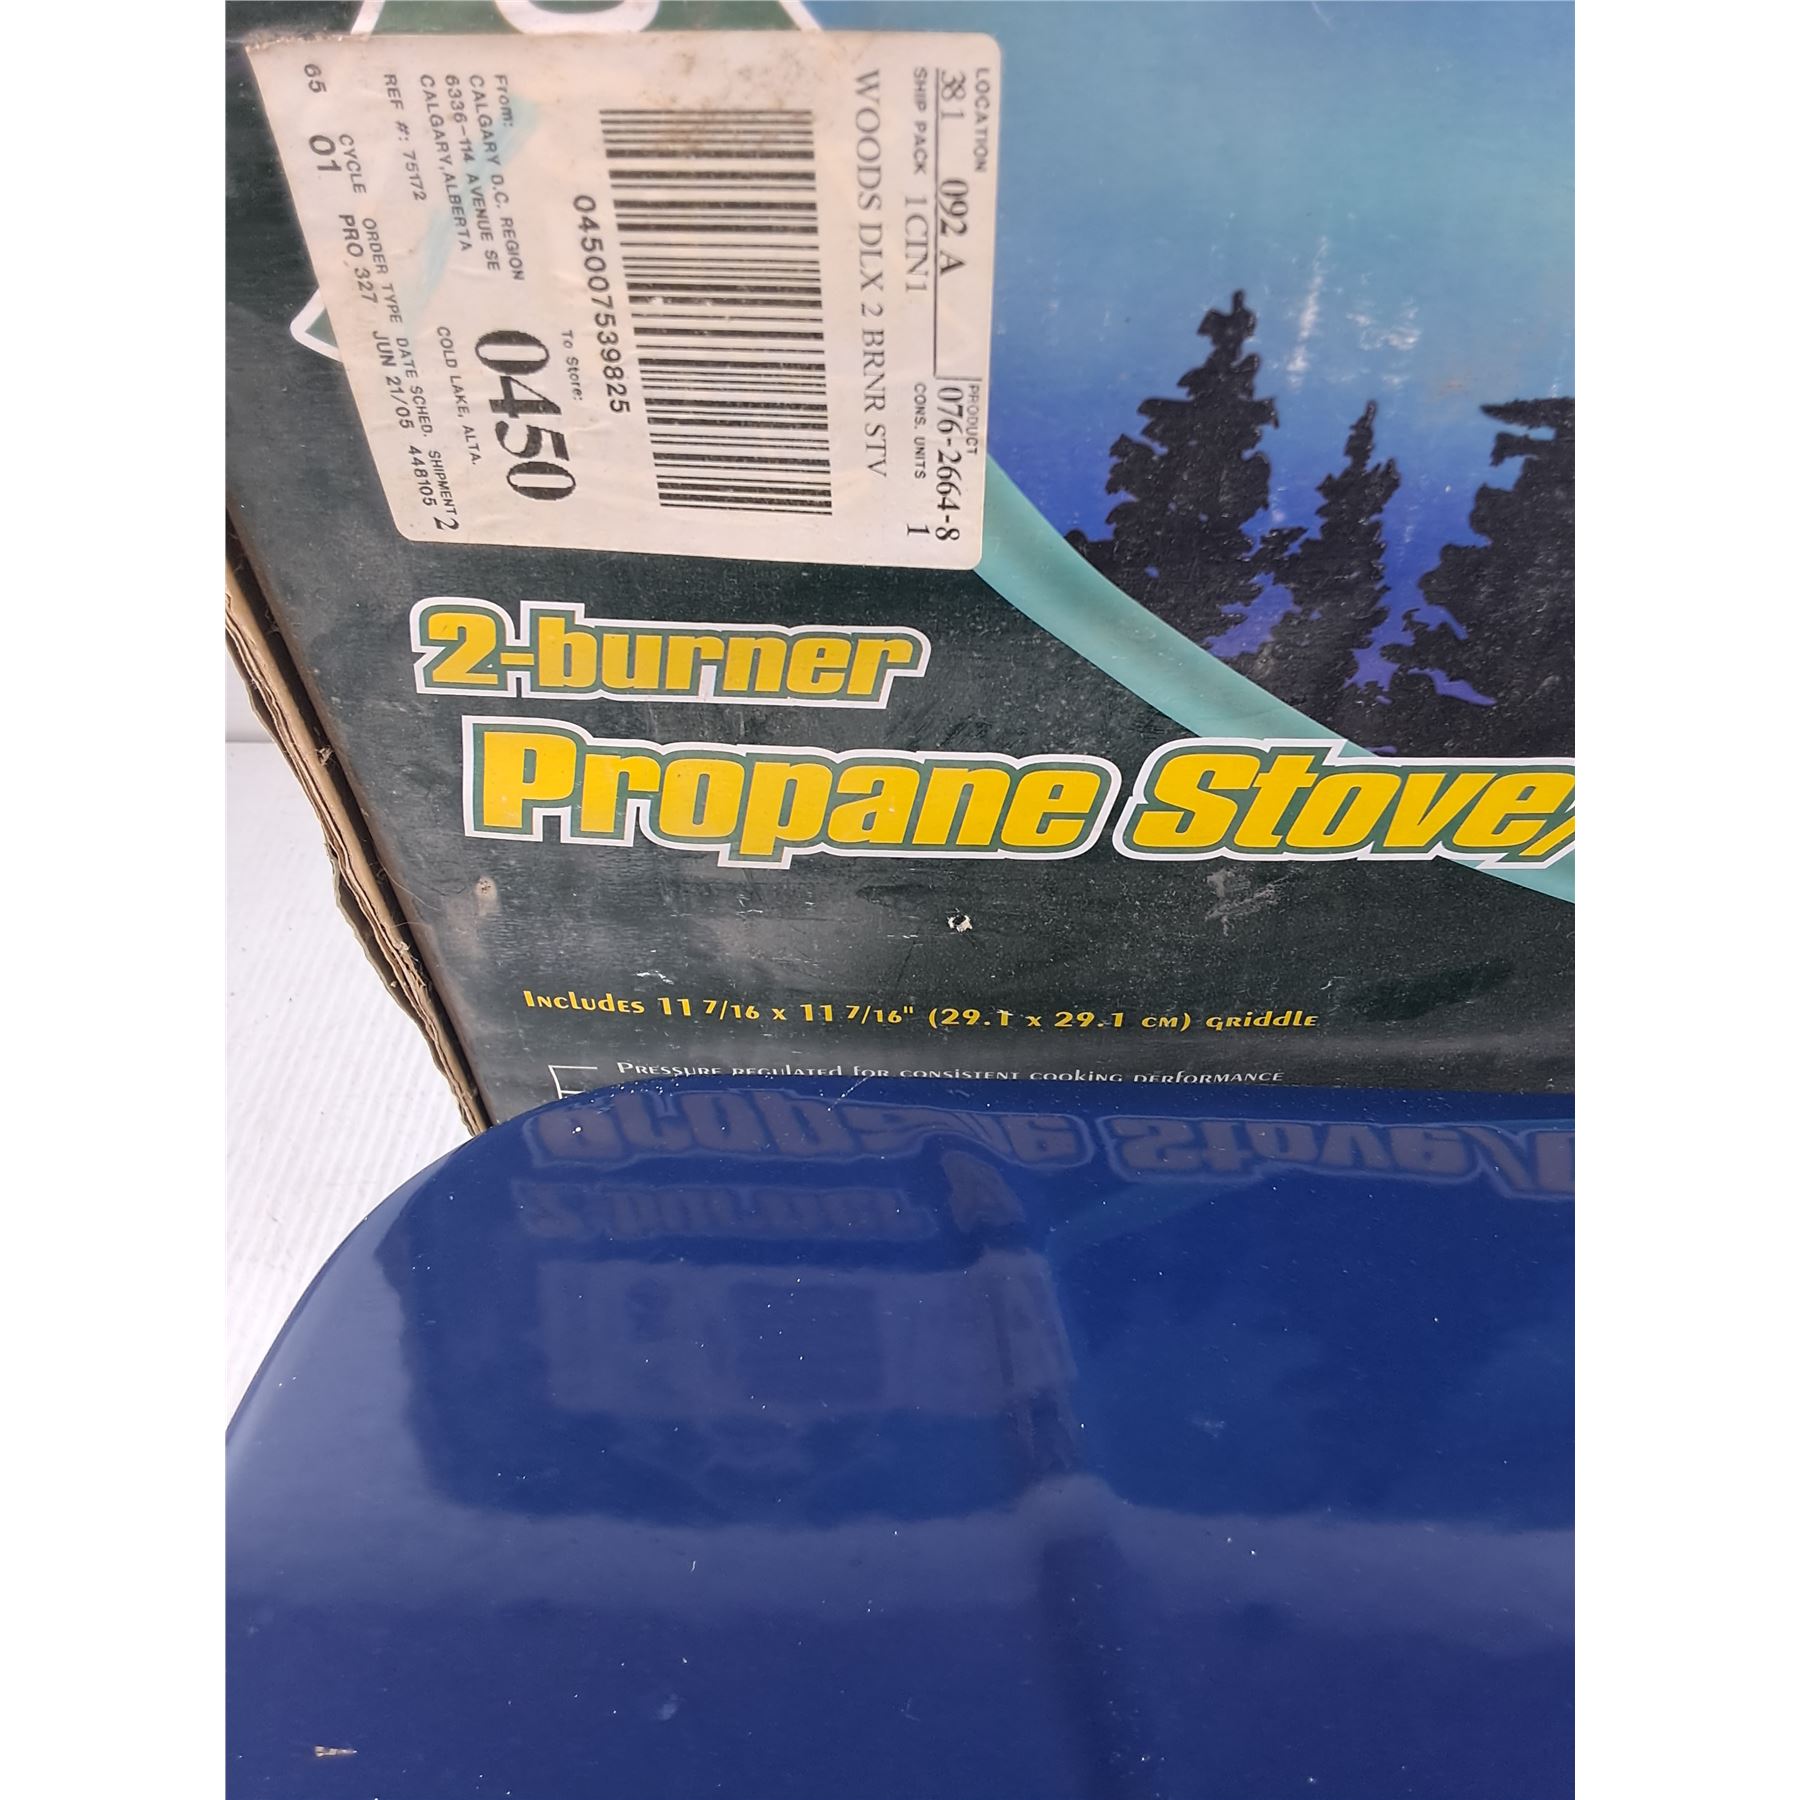 LOCATION PRODUCT
381 092 A 076-2664-8
SHIP PACK 1CTN1 CONS. UNITS 1
WOODS DLX 2 BRNR STV
045007539825
From: To Store:
CALGARY D.C. REGION
6336-114 AVENUE SE
CALGARY,ALBERTA
0450
COLD LAKE, ALTA.
REF #: 75172
CYCLE ORDER TYPE DATE SCHED. SHIPMENT 2
65 01 PRO 327 JUN 21/05 448105
2-burner
Propane Stove/
Includes 11 7/16 x 11 7/16" (29.1 x 29.1 cm) griddle
Pressure regulated for consistent cooking performance